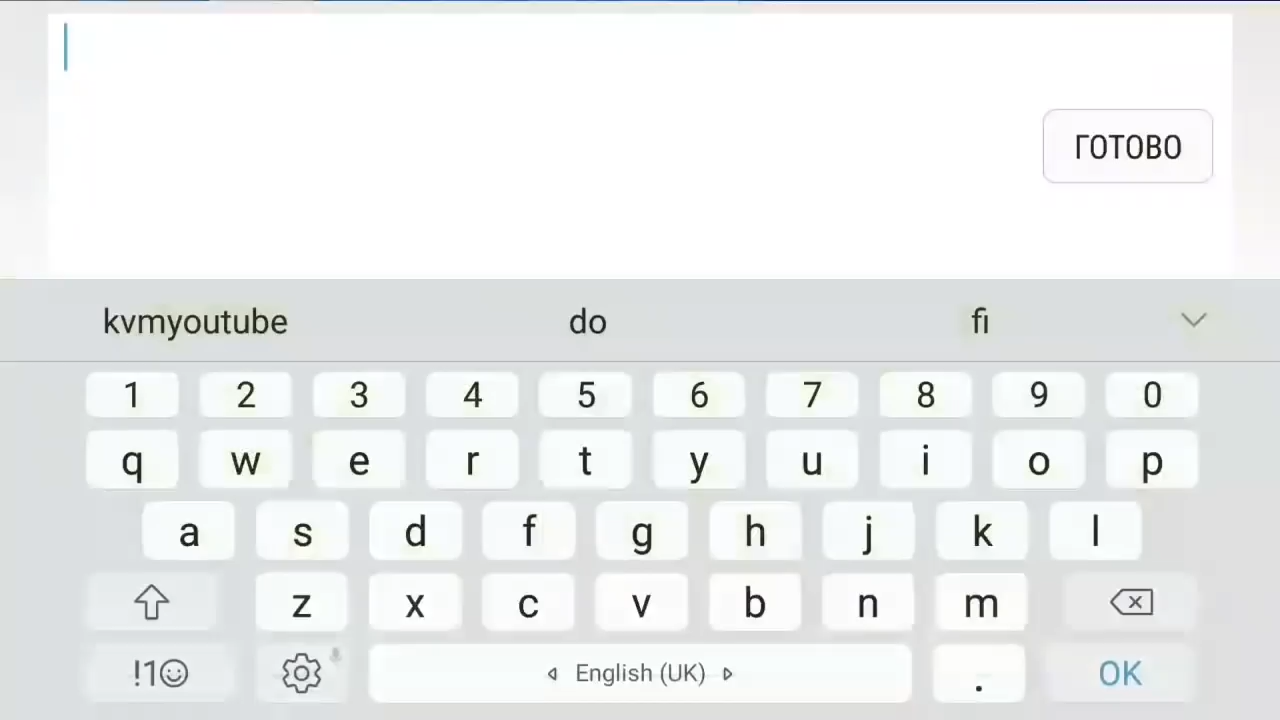 ГОТОВО
kvmyoutube do fi
1 2 3 4 5 6 7 8 9 0
q w e r t y u i o p
a s d f g h j k l
z x c v b n m
!1☺ English (UK) . OK